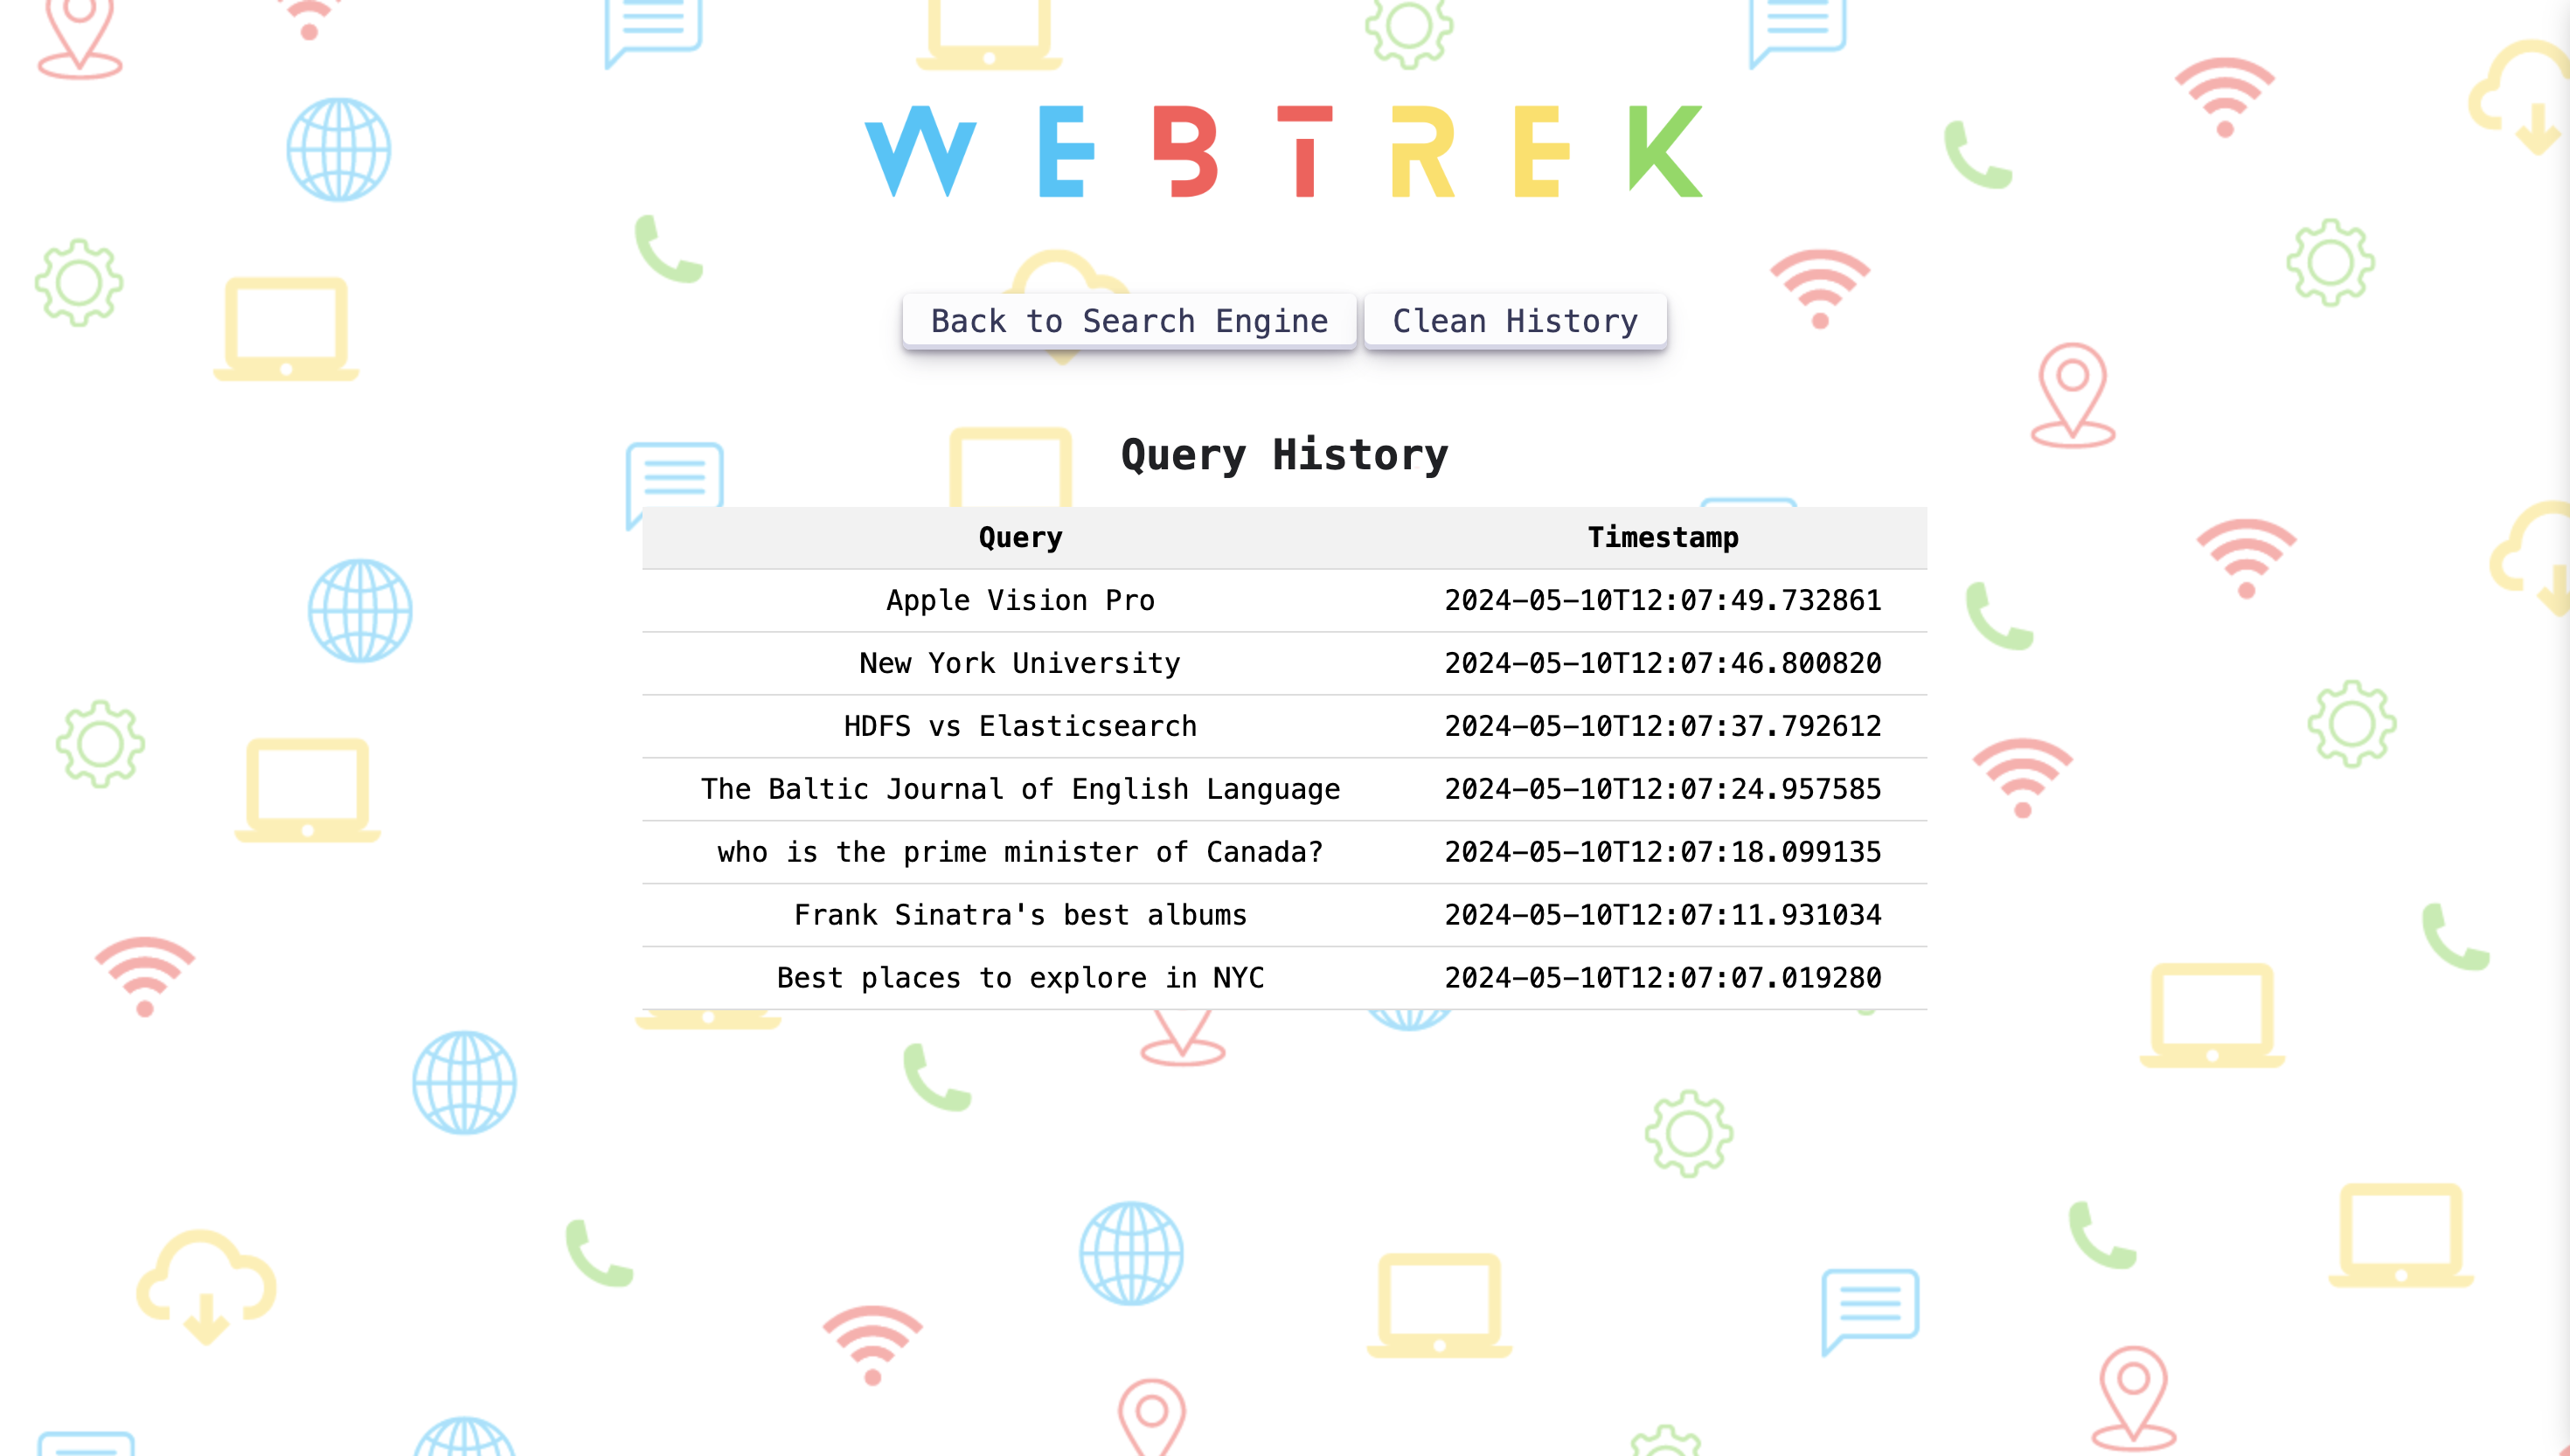 WEBTREK
Back to Search Engine Clean History
Query History
Query Timestamp
Apple Vision Pro 2024-05-10T12:07:49.732861
New York University 2024-05-10T12:07:46.800820
HDFS vs Elasticsearch 2024-05-10T12:07:37.792612
The Baltic Journal of English Language 2024-05-10T12:07:24.957585
who is the prime minister of Canada? 2024-05-10T12:07:18.099135
Frank Sinatra's best albums 2024-05-10T12:07:11.931034
Best places to explore in NYC 2024-05-10T12:07:07.019280